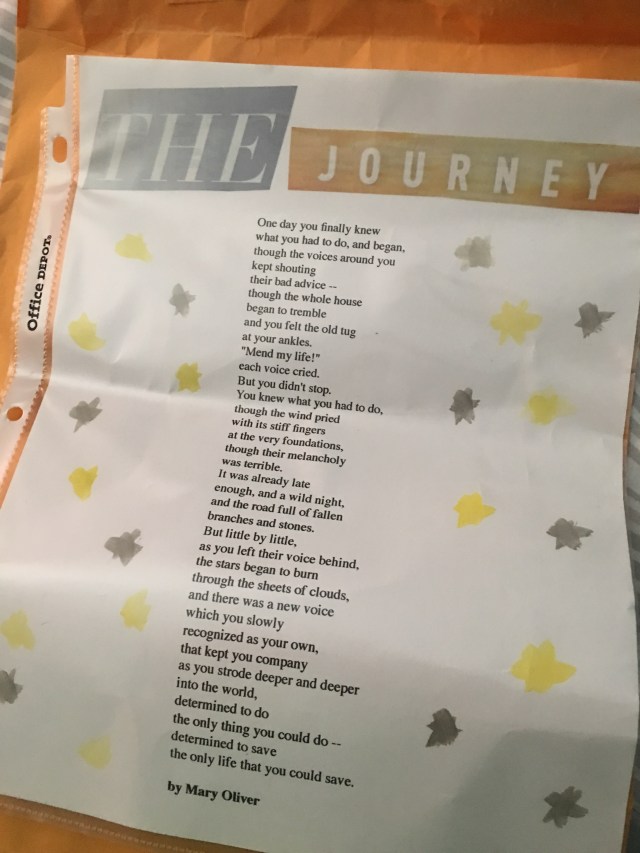 THE JOURNEY
Office DEPOT.
One day you finally knew
what you had to do, and began,
though the voices around you
kept shouting
their bad advice --
though the whole house
began to tremble
and you felt the old tug
at your ankles.
"Mend my life!"
each voice cried.
But you didn't stop.
You knew what you had to do,
though the wind pried
with its stiff fingers
at the very foundations,
though their melancholy
was terrible.
It was already late
enough, and a wild night,
and the road full of fallen
branches and stones.
But little by little,
as you left their voice behind,
the stars began to burn
through the sheets of clouds,
and there was a new voice
which you slowly
recognized as your own,
that kept you company
as you strode deeper and deeper
into the world,
determined to do
the only thing you could do --
determined to save
the only life that you could save.
by Mary Oliver